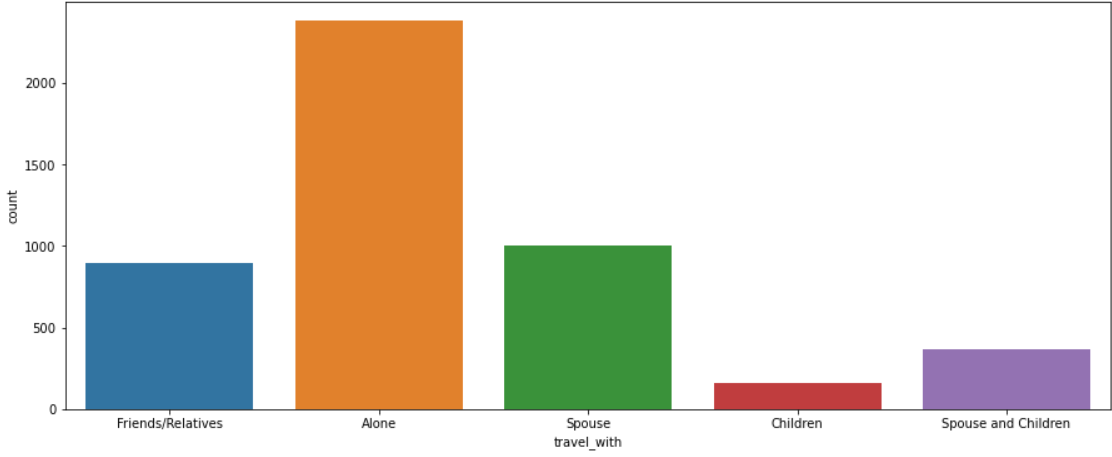 2000
1500
1000
500
0
count
Friends/Relatives Alone Spouse Children Spouse and Children
travel_with